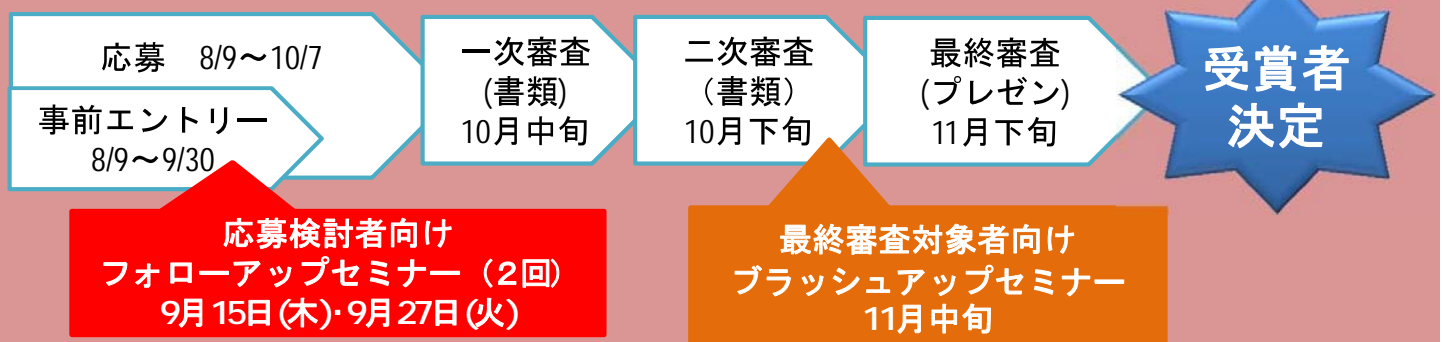 応募　8/9～10/7
事前エントリー
8/9～9/30
一次審査
(書類)
10月中旬
二次審査
（書類）
10月下旬
最終審査
(プレゼン)
11月下旬
受賞者
決定
応募検討者向け
フォローアップセミナー（2回）
9月15日(木)・9月27日(火)
最終審査対象者向け
ブラッシュアップセミナー
11月中旬